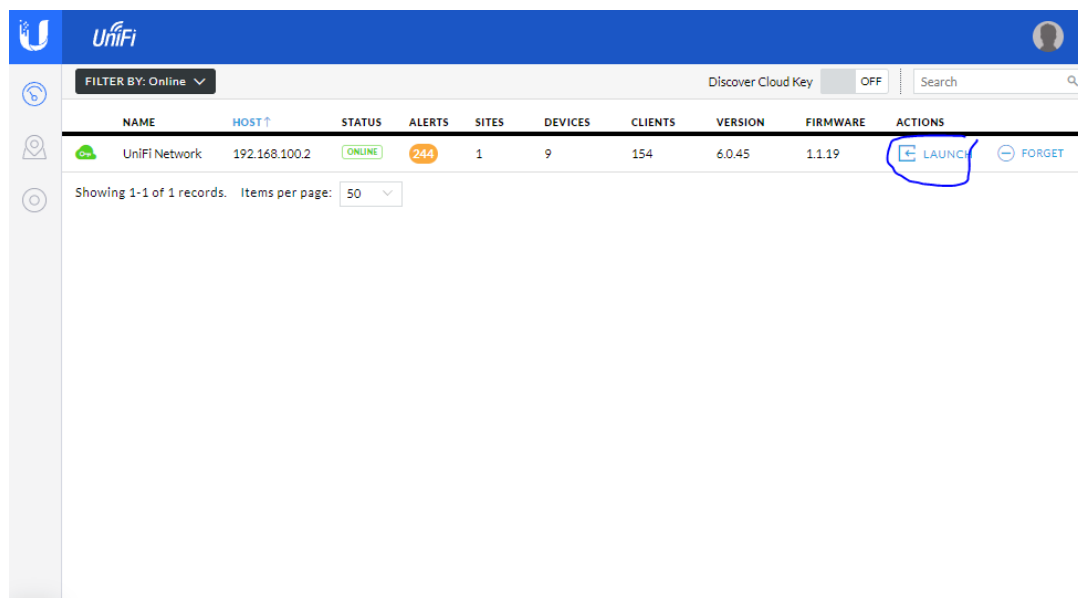 UniFi
FILTER BY: Online Discover Cloud Key OFF Search
NAME HOST↑ STATUS ALERTS SITES DEVICES CLIENTS VERSION FIRMWARE ACTIONS
UniFi Network 192.168.100.2 ONLINE 244 1 9 154 6.0.45 1.1.19 LAUNCH FORGET
Showing 1-1 of 1 records. Items per page: 50